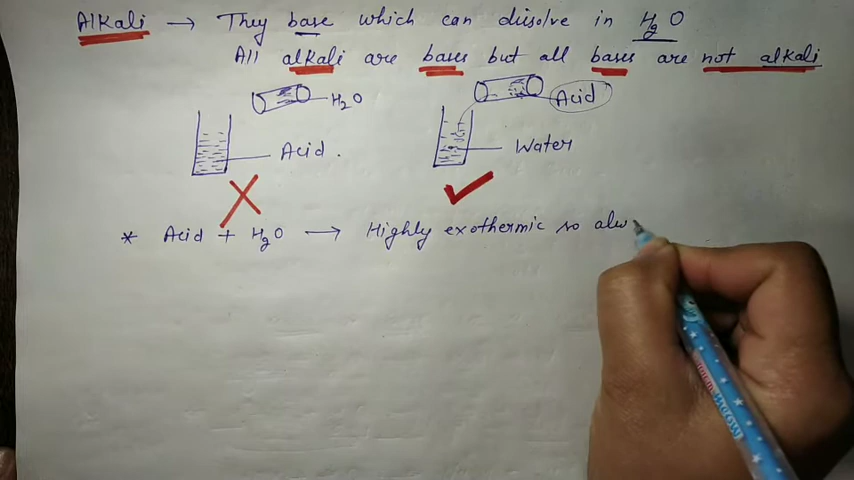 Alkali → They base which can dissolve in H2O
All alkali are bases but all bases are not alkali
H2O
Acid
Acid.
Water
* Acid + H2O → Highly exothermic so alw